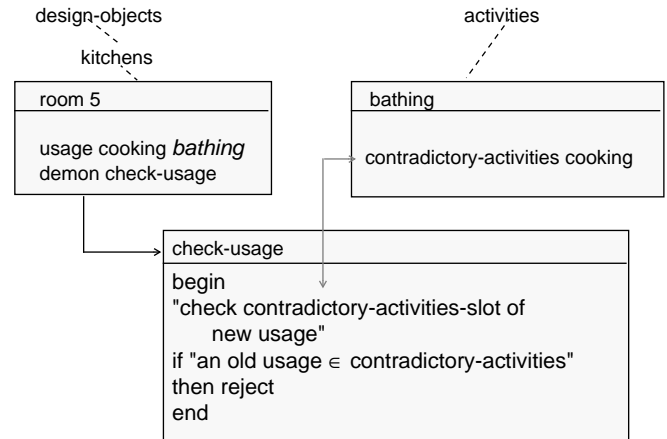 design-objects
kitchens
room 5
usage cooking bathing
demon check-usage
activities
bathing
contradictory-activities cooking
check-usage
begin
"check contradictory-activities-slot of
new usage"
if "an old usage ∈ contradictory-activities"
then reject
end